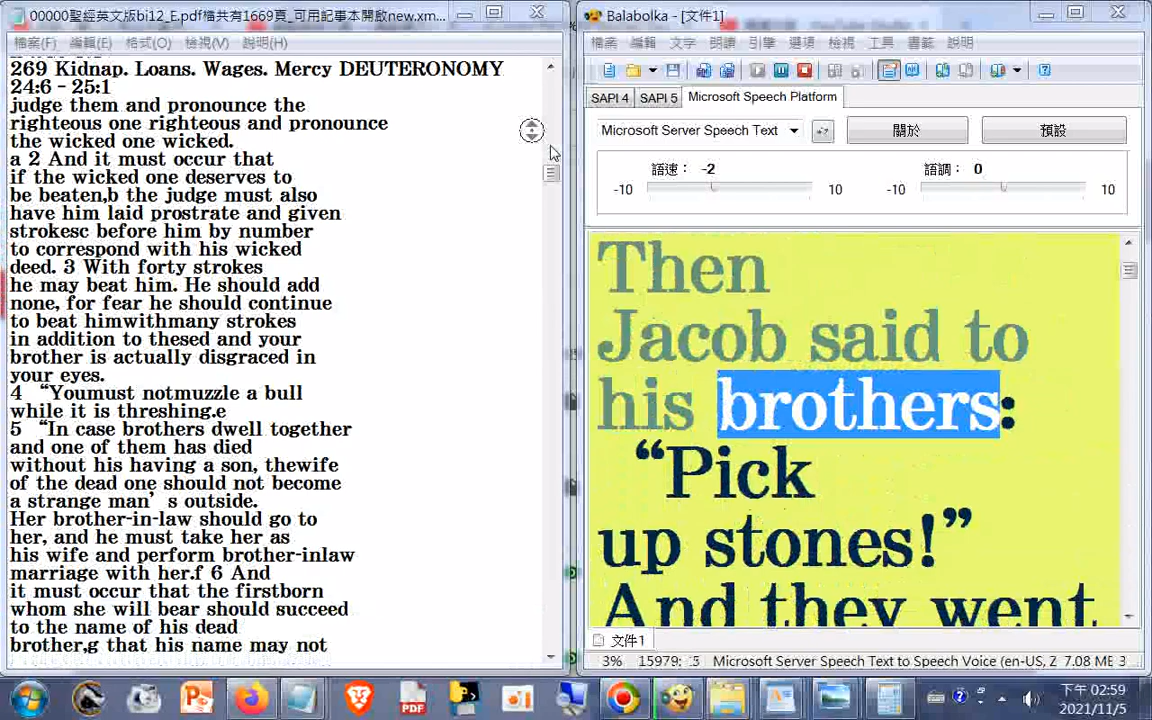 00000聖經英文版bi12_E.pdf檔共有1669頁_可用記事本開啟new.xm...
檔案(F) 編輯(E) 格式(O) 檢視(V) 說明(H)
269 Kidnap. Loans. Wages. Mercy DEUTERONOMY
24:6 – 25:1
judge them and pronounce the
righteous one righteous and pronounce
the wicked one wicked.
a 2 And it must occur that
if the wicked one deserves to
be beaten,b the judge must also
have him laid prostrate and given
strokesc before him by number
to correspond with his wicked
deed. 3 With forty strokes
he may beat him. He should add
none, for fear he should continue
to beat himwithmany strokes
in addition to thesed and your
brother is actually disgraced in
your eyes.
4 “Youmust notmuzzle a bull
while it is threshing.e
5 “In case brothers dwell together
and one of them has died
without his having a son, thewife
of the dead one should not become
a strange man’s outside.
Her brother-in-law should go to
her, and he must take her as
his wife and perform brother-inlaw
marriage with her.f 6 And
it must occur that the firstborn
whom she will bear should succeed
to the name of his dead
brother,g that his name may not
Balabolka - [文件1]
檔案 編輯 文字 朗讀 引擎 選項 檢視 工具 書籤 說明
SAPI 4 SAPI 5 Microsoft Speech Platform
Microsoft Server Speech Text 關於 預設
語速： -2 語調： 0
-10 10 -10 10
Then
Jacob said to
his brothers:
“Pick
up stones!”
And they went
文件1
3% Microsoft Server Speech Text to Speech Voice (en-US, Z 7.08 ME 3
下午 02:59
2021/11/5